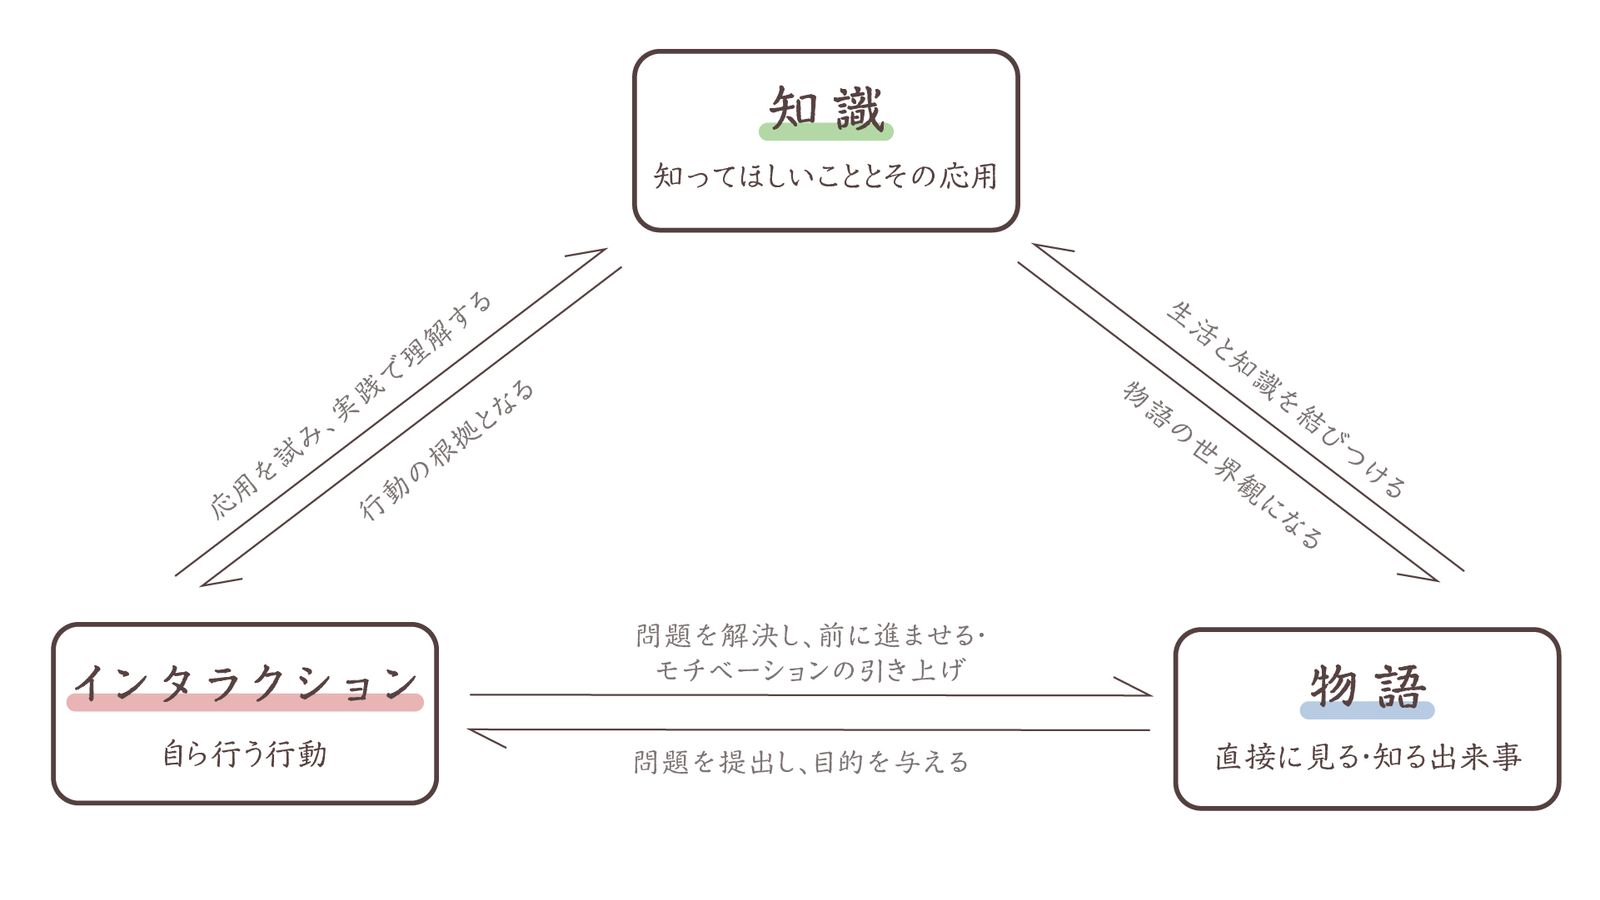 知識
知ってほしいこととその応用
応用を試み、実践で理解する
行動の根拠となる
生活と知識を結びつける
物語の世界観になる
問題を解決し、前に進ませる・
モチベーションの引き上げ
問題を提出し、目的を与える
インタラクション
自ら行う行動
物語
直接に見る・知る出来事